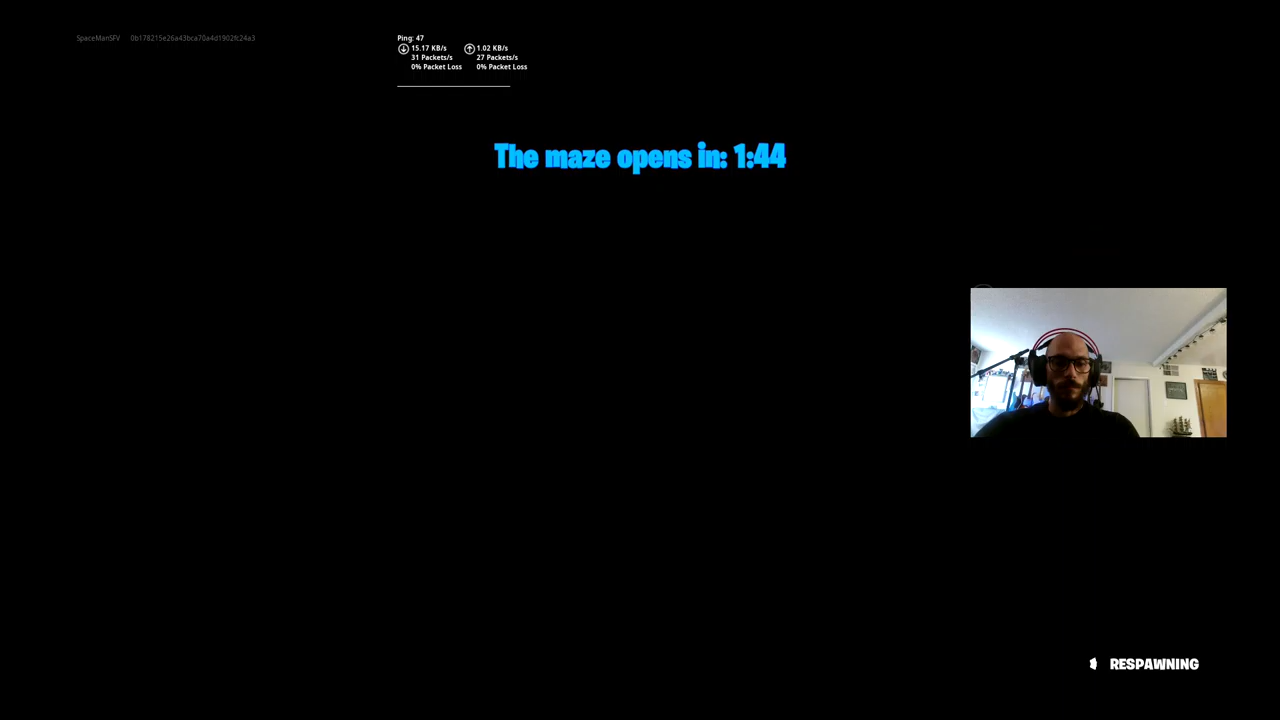 SpaceManSFV 0b178215e26a43bca70a4d1902fc24a3
Ping: 47
15.17 KB/s 1.02 KB/s
31 Packets/s 27 Packets/s
0% Packet Loss 0% Packet Loss
The maze opens in: 1:44
RESPAWNING